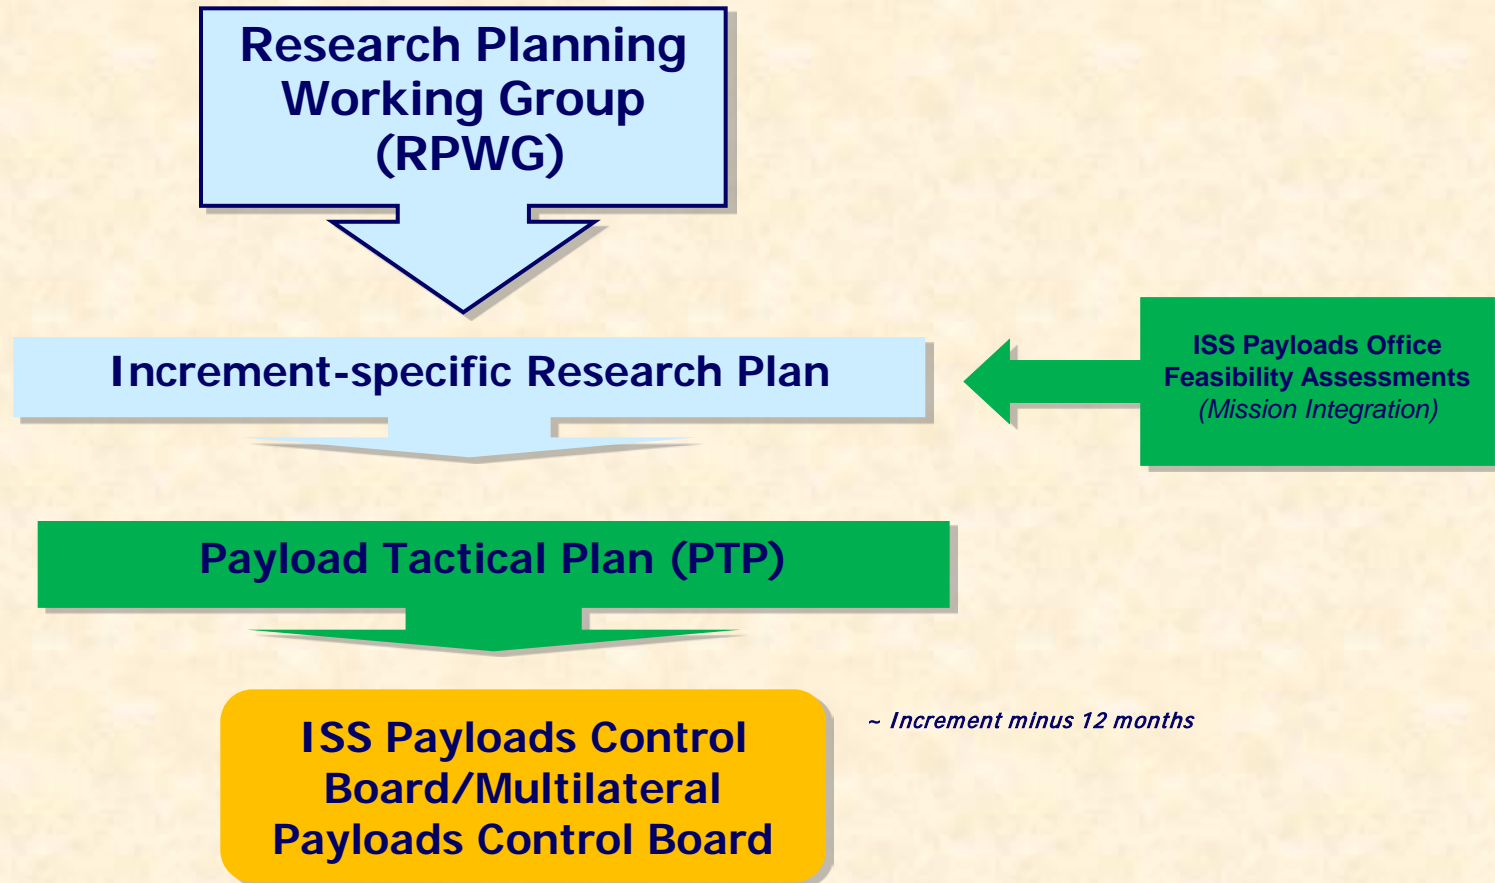 Research Planning
Working Group
(RPWG)
Increment-specific Research Plan
ISS Payloads Office
Feasibility Assessments
(Mission Integration)
Payload Tactical Plan (PTP)
ISS Payloads Control
Board/Multilateral
Payloads Control Board
~ Increment minus 12 months